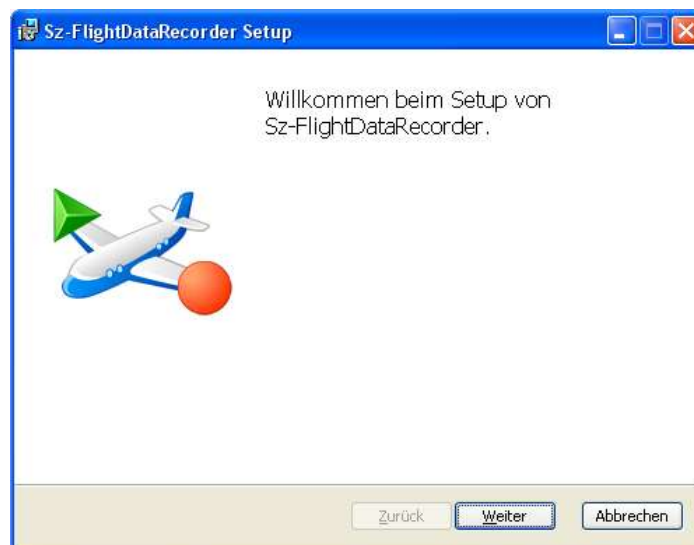 Sz-FlightDataRecorder Setup
Willkommen beim Setup von
Sz-FlightDataRecorder.
Zurück
Weiter
Abbrechen